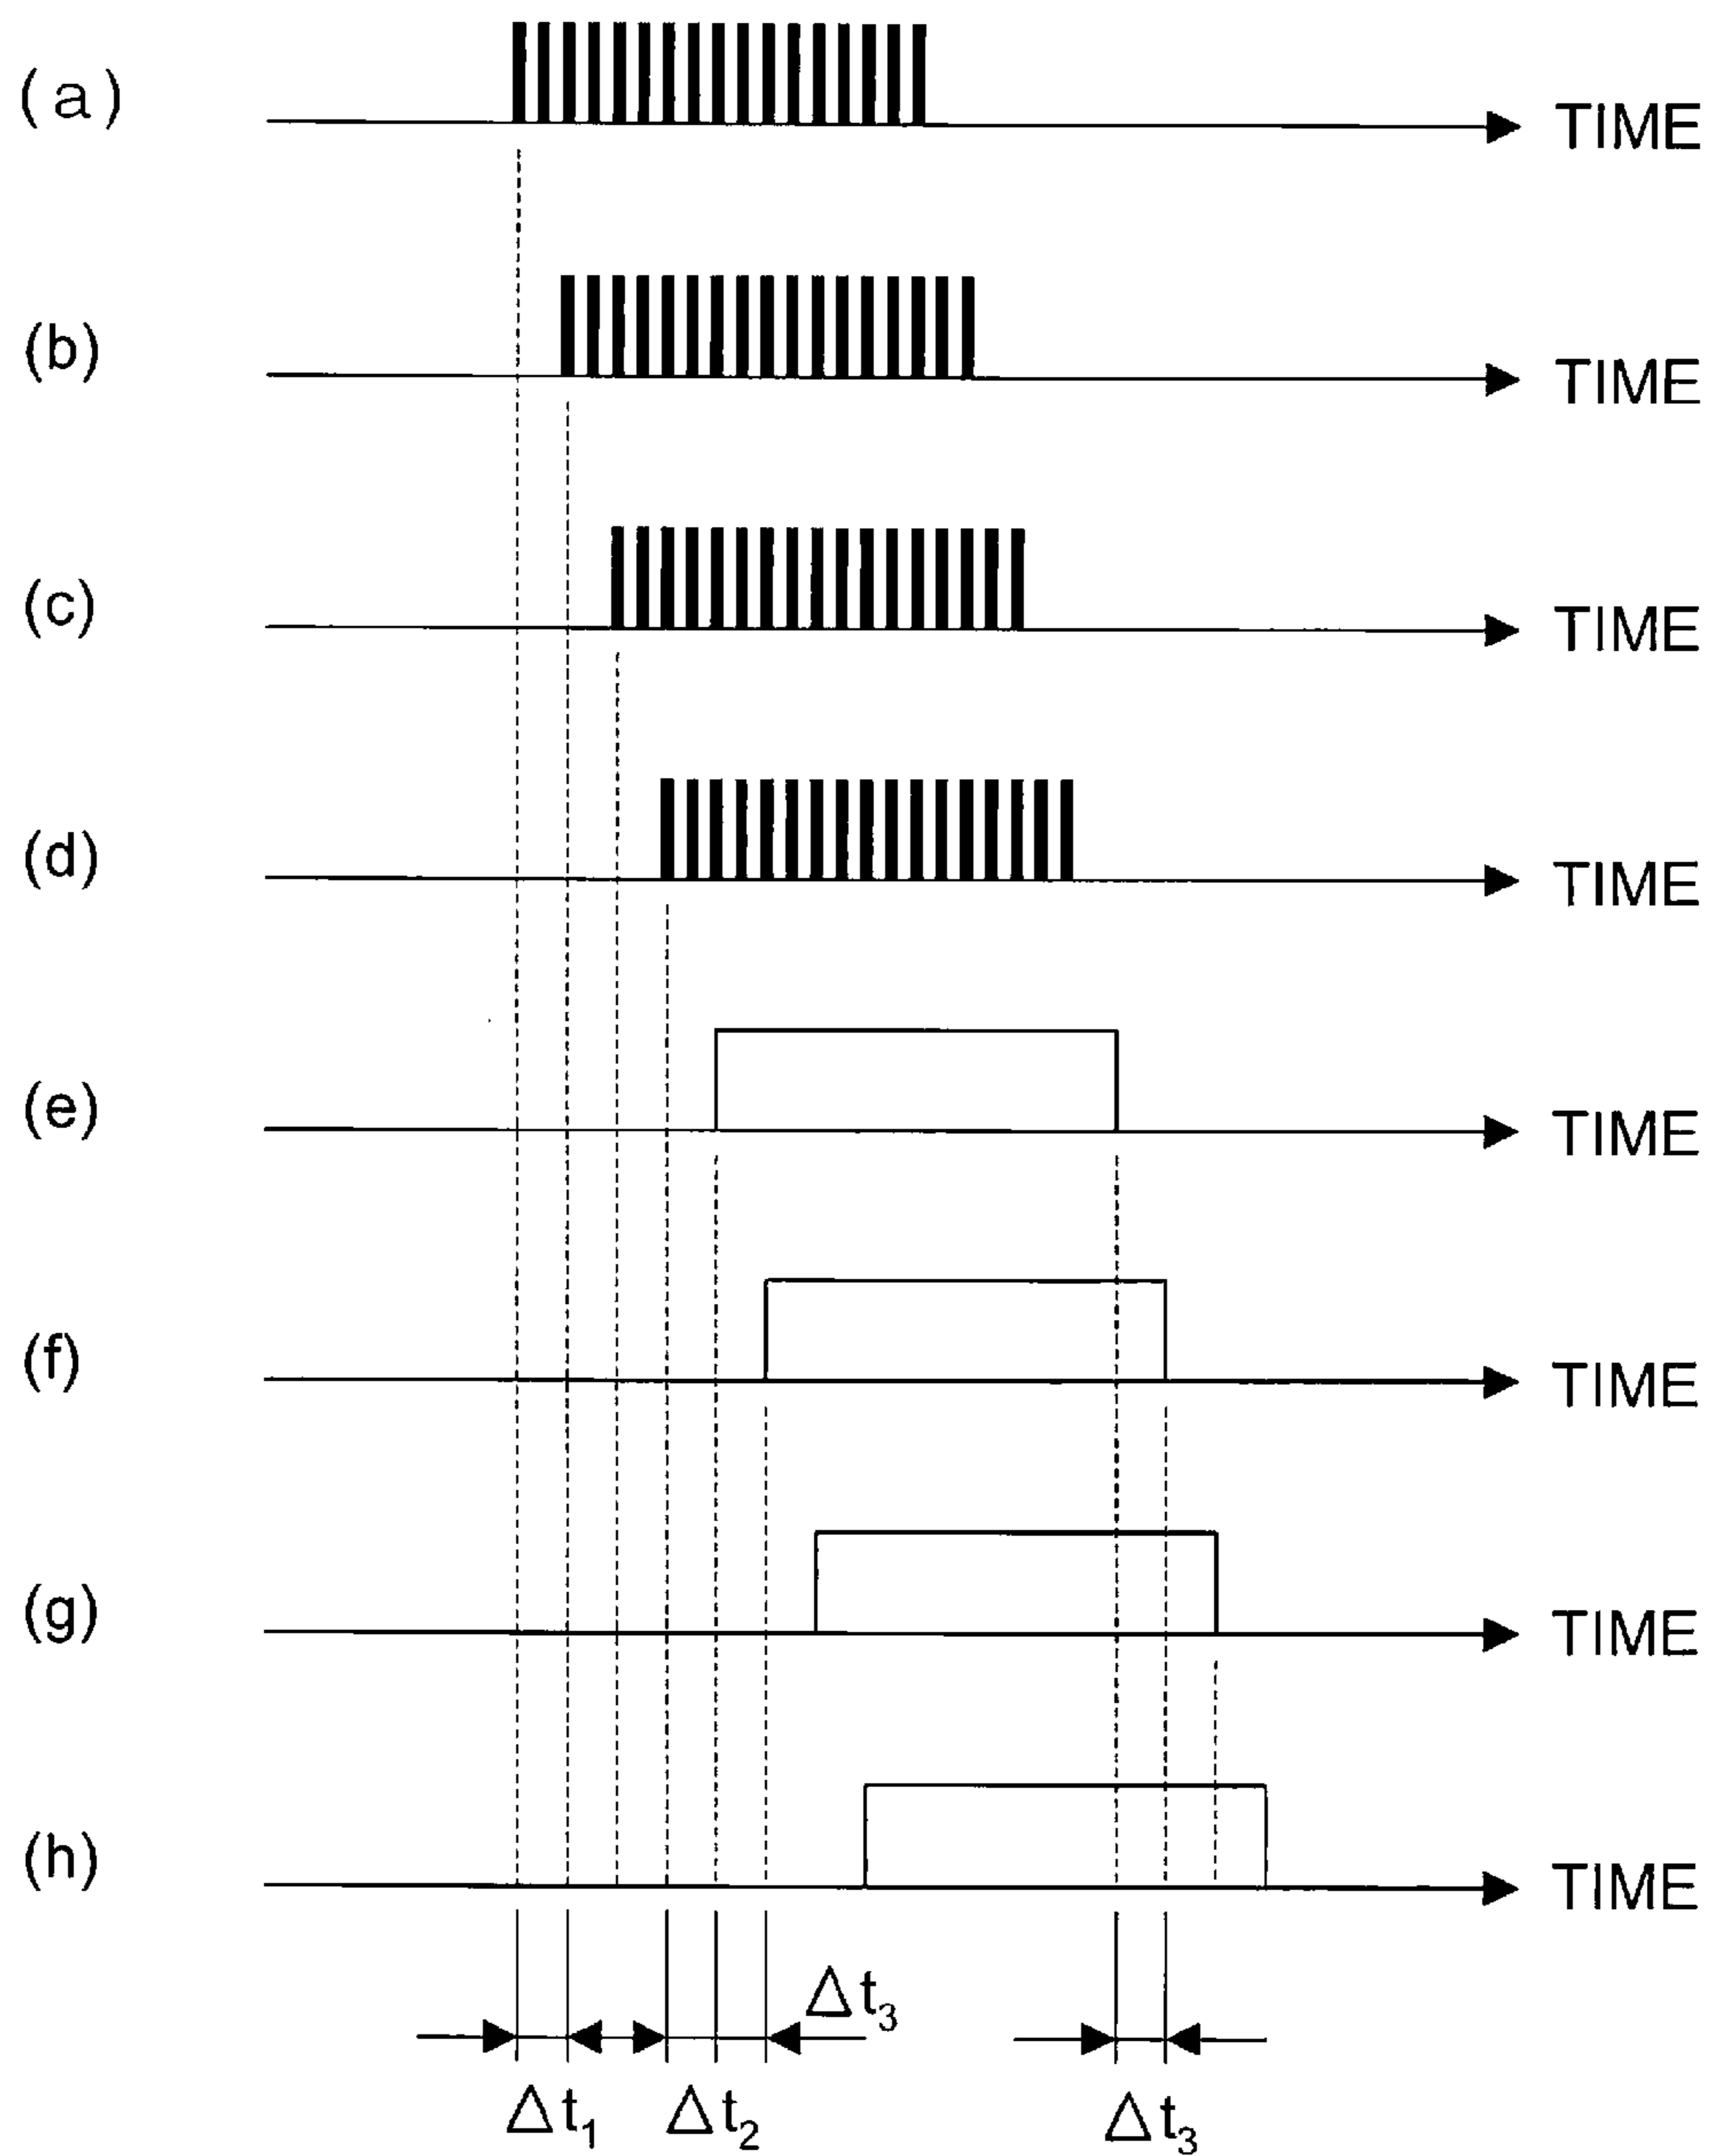 (a) TIME
(b) TIME
(c) TIME
(d) TIME
(e) TIME
(f) TIME
(g) TIME
(h) TIME
Δt₃
Δt₁ Δt₂ Δt₃